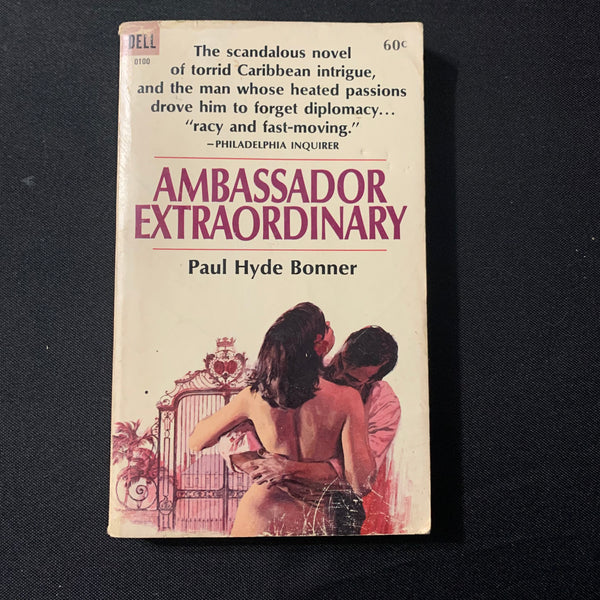 DELL
0100
60c
The scandalous novel
of torrid Caribbean intrigue,
and the man whose heated passions
drove him to forget diplomacy...
“racy and fast-moving.”
—PHILADELPHIA INQUIRER
AMBASSADOR
EXTRAORDINARY
Paul Hyde Bonner